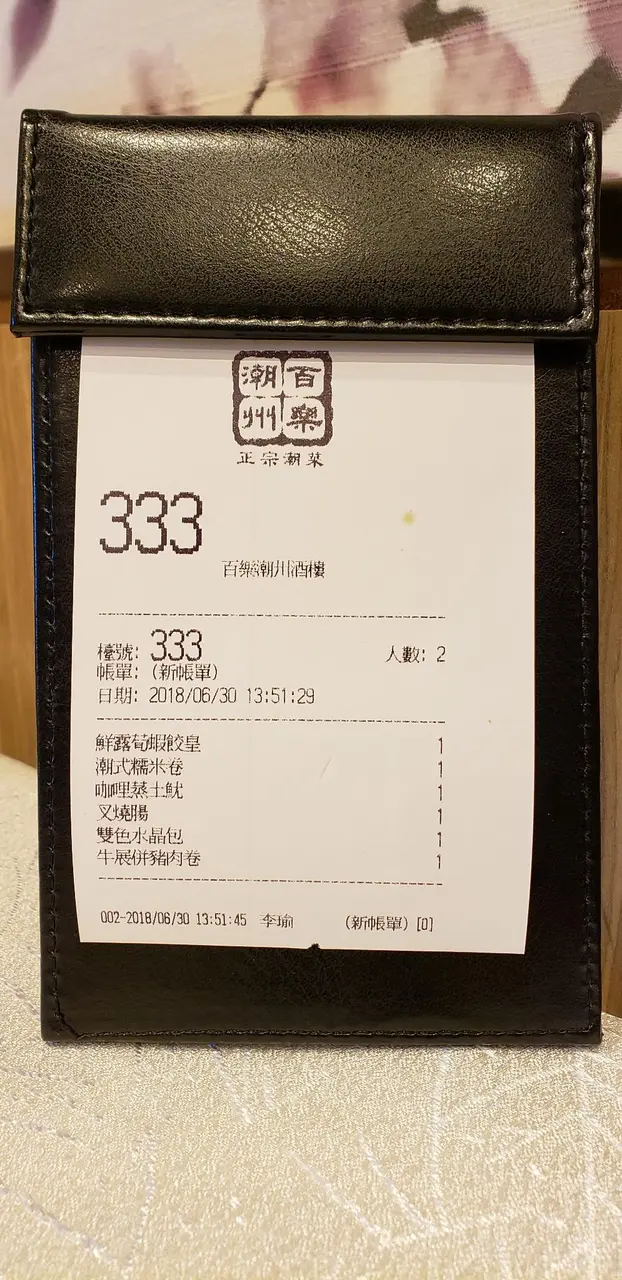 百樂潮州
正宗潮菜
333
百樂潮州酒樓
檯號: 333 人數: 2
帳單: (新帳單)
日期: 2018/06/30 13:51:29
鮮露荀蝦餃皇 1
潮式糯米卷 1
咖哩蒸土魷 1
叉燒腸 1
雙色水晶包 1
牛展併豬肉卷 1
002-2018/06/30 13:51:45 李瑜 (新帳單) [0]